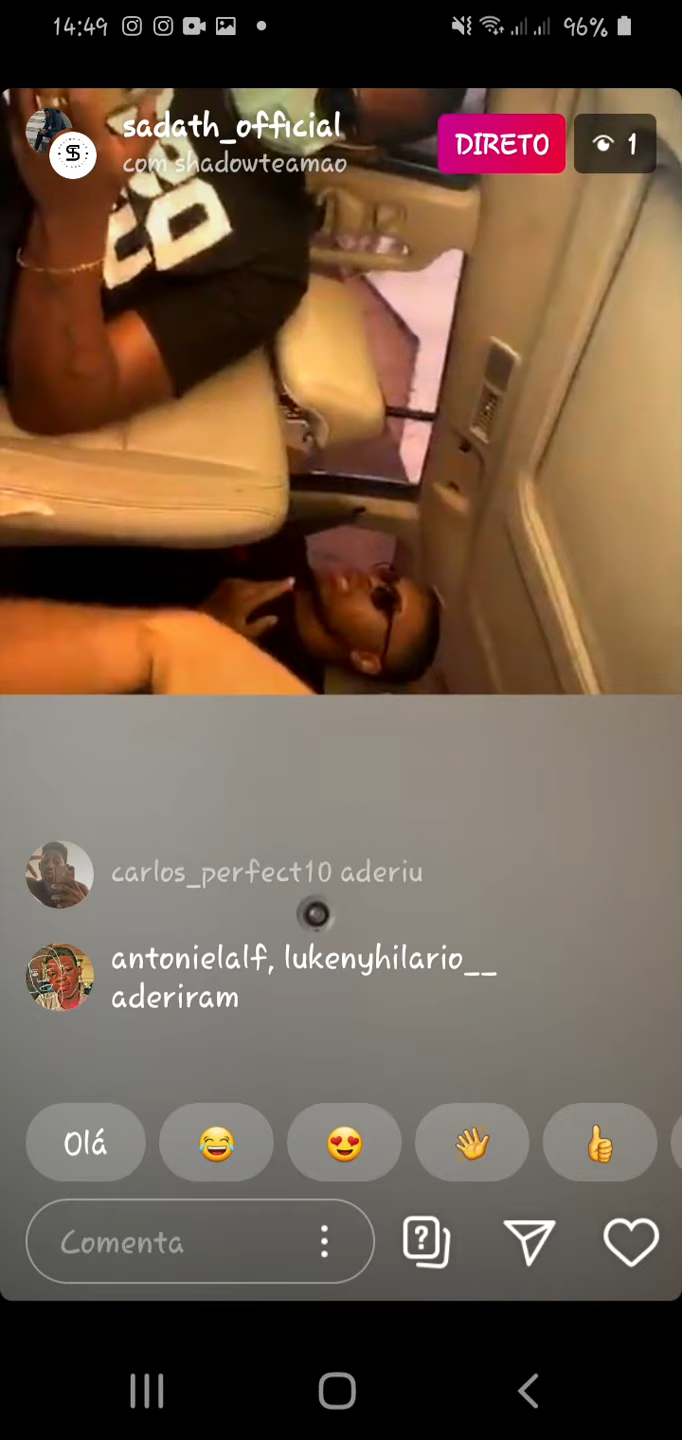 14:49 96%
sadath_official
com shadowteamao
DIRETO
1
carlos_perfect10 aderiu
antonielalf, lukenyhilario__
aderiram
Olá
Comenta